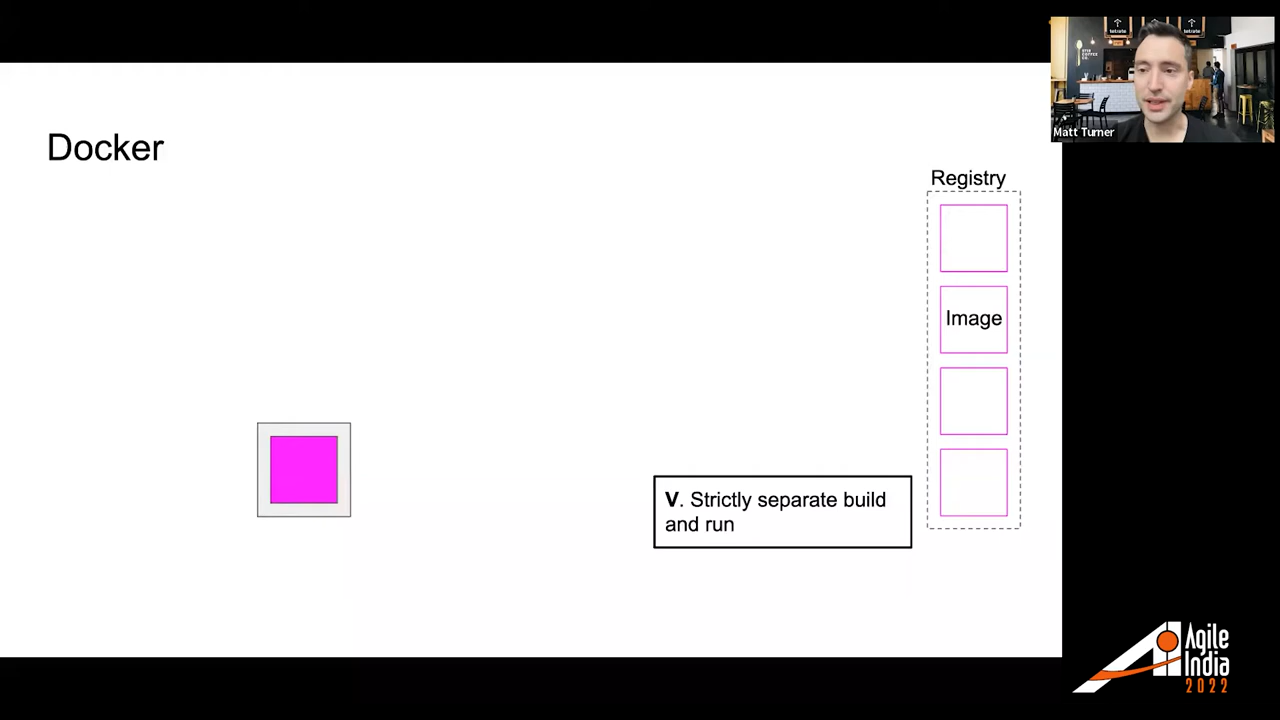 Docker
Registry
Image
V. Strictly separate build
and run
Matt Turner
Agile
India
2022